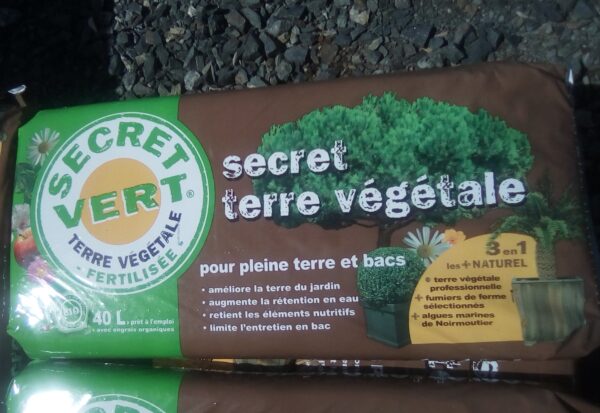 SECRET
VERT®
TERRE VÉGÉTALE
- FERTILISÉE -
40 L • prêt à l'emploi
• avec engrais organiques
secret
terre végétale
pour pleine terre et bacs
• améliore la terre du jardin
• augmente la rétention en eau
• retient les éléments nutritifs
• limite l'entretien en bac
3 en 1
les + NATUREL
• terre végétale
professionnelle
+ fumiers de ferme
sélectionnés
+ algues marines
de Noirmoutier